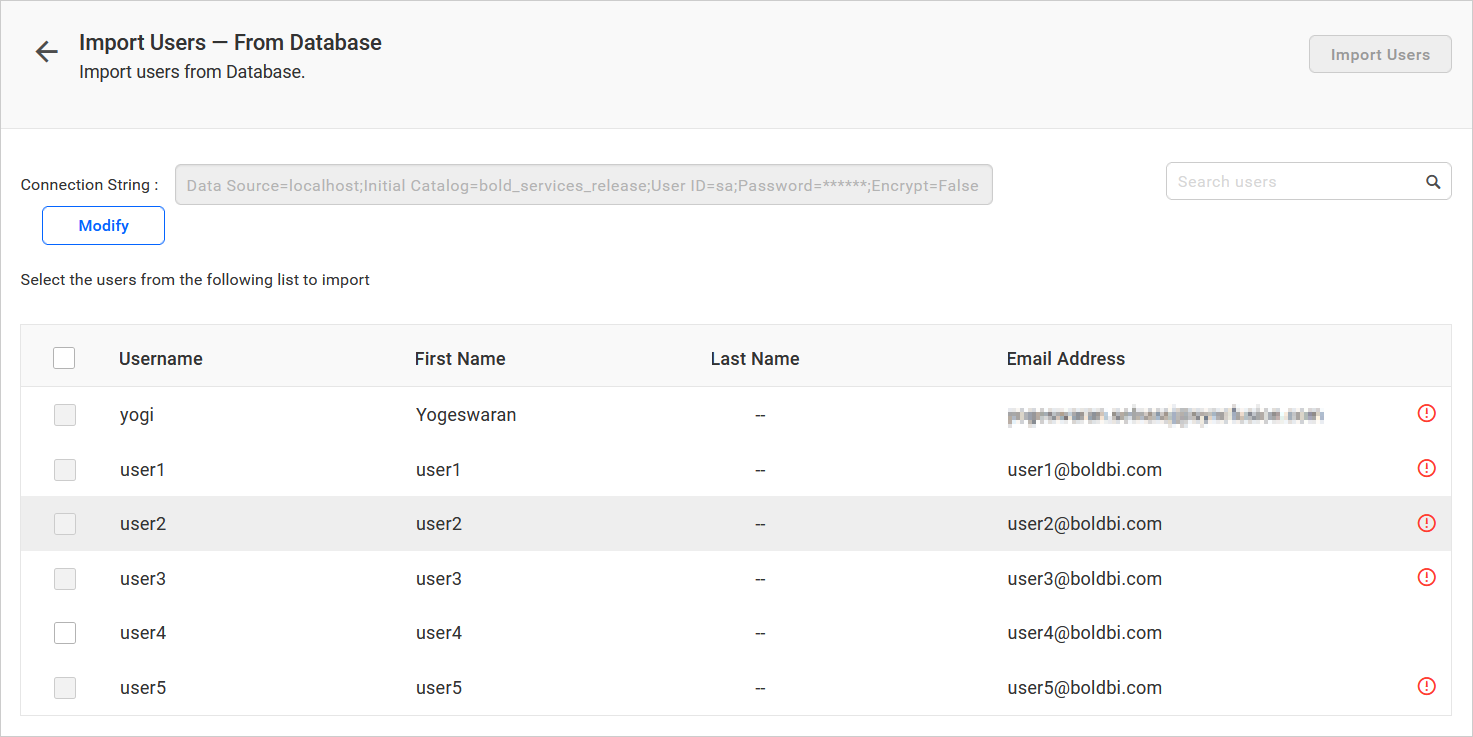 Import Users — From Database
Import users from Database.
Import Users
Connection String :
Data Source=localhost;Initial Catalog=bold_services_release;User ID=sa;Password=******;Encrypt=False
Search users
Modify
Select the users from the following list to import
Username First Name Last Name Email Address
yogi Yogeswaran --
user1 user1 -- user1@boldbi.com
user2 user2 -- user2@boldbi.com
user3 user3 -- user3@boldbi.com
user4 user4 -- user4@boldbi.com
user5 user5 -- user5@boldbi.com